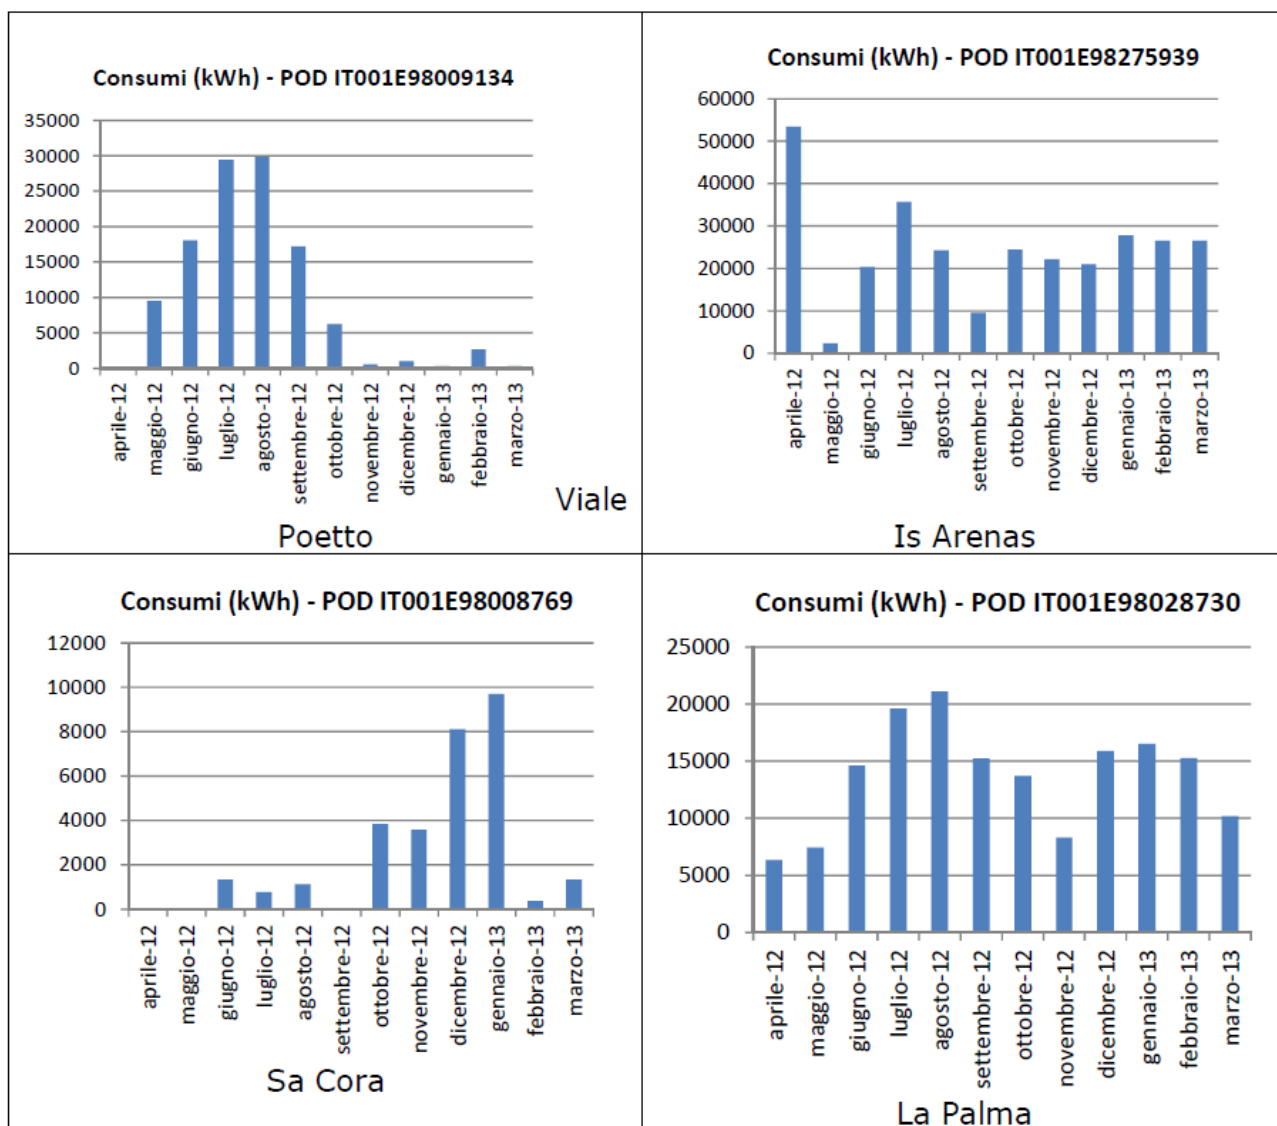 Consumi (kWh) - POD IT001E98009134
35000
30000
25000
20000
15000
10000
5000
0
aprile-12
maggio-12
giugno-12
luglio-12
agosto-12
settembre-12
ottobre-12
novembre-12
dicembre-12
gennaio-13
febbraio-13
marzo-13
Viale
Poetto
Consumi (kWh) - POD IT001E98275939
60000
50000
40000
30000
20000
10000
0
aprile-12
maggio-12
giugno-12
luglio-12
agosto-12
settembre-12
ottobre-12
novembre-12
dicembre-12
gennaio-13
febbraio-13
marzo-13
Is Arenas
Consumi (kWh) - POD IT001E98008769
12000
10000
8000
6000
4000
2000
0
aprile-12
maggio-12
giugno-12
luglio-12
agosto-12
settembre-12
ottobre-12
novembre-12
dicembre-12
gennaio-13
febbraio-13
marzo-13
Sa Cora
Consumi (kWh) - POD IT001E98028730
25000
20000
15000
10000
5000
0
aprile-12
maggio-12
giugno-12
luglio-12
agosto-12
settembre-12
ottobre-12
novembre-12
dicembre-12
gennaio-13
febbraio-13
marzo-13
La Palma